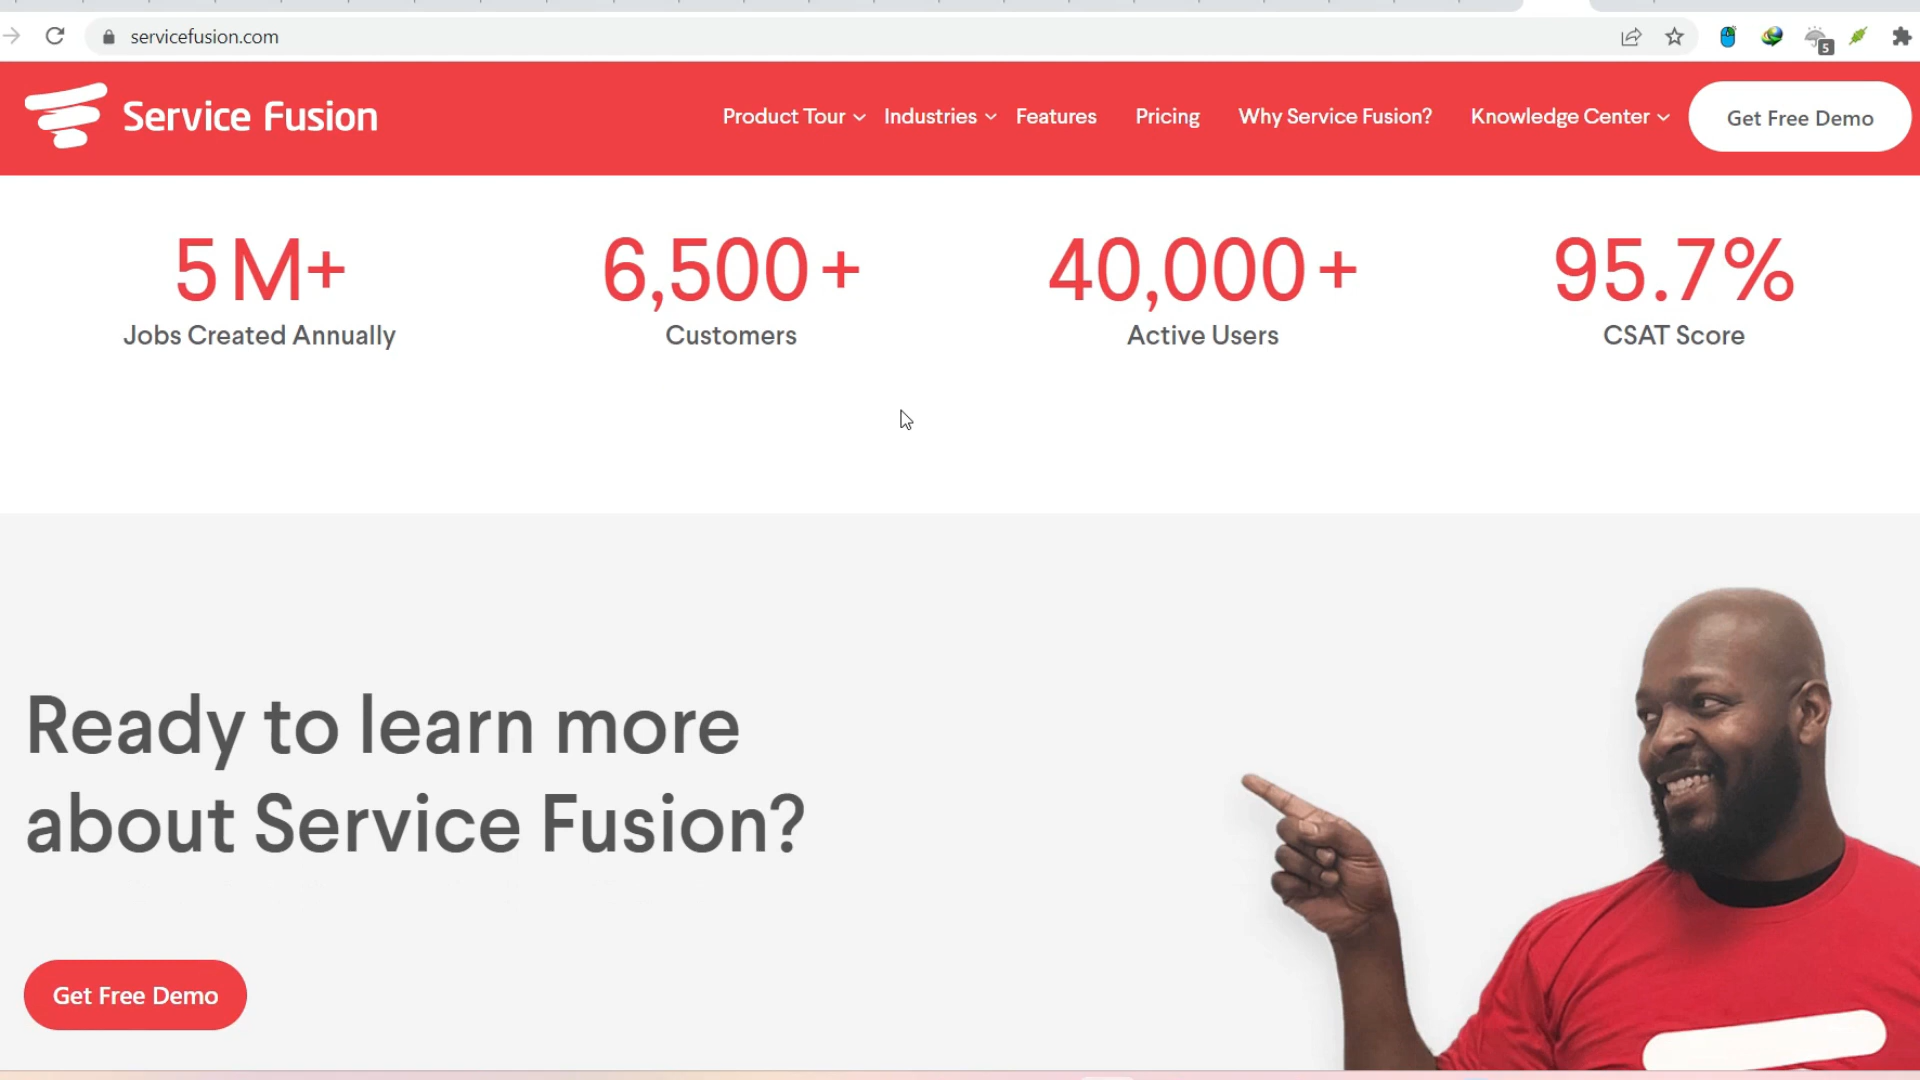 servicefusion.com
5
Service Fusion
Product Tour Industries Features Pricing Why Service Fusion? Knowledge Center Get Free Demo
5 M+ 6,500 + 40,000 + 95.7%
Jobs Created Annually Customers Active Users CSAT Score
Ready to learn more
about Service Fusion?
Get Free Demo